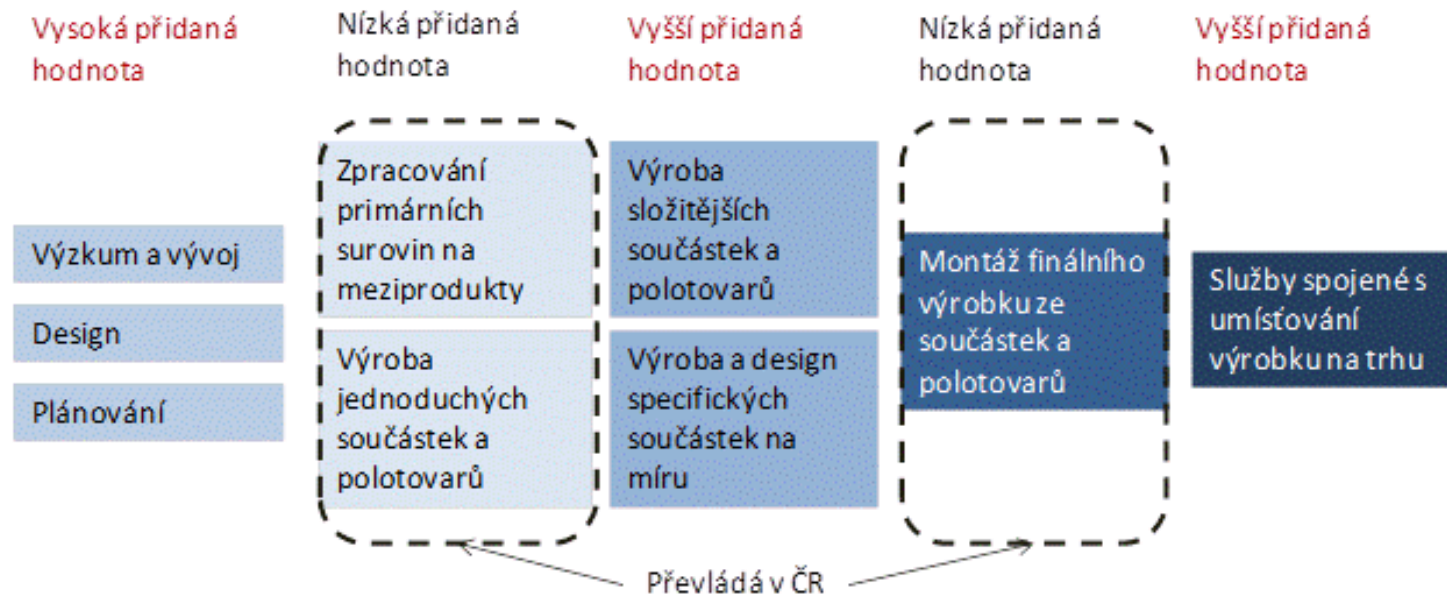 Vysoká přidaná
hodnota
Nízká přidaná
hodnota
Vyšší přidaná
hodnota
Nízká přidaná
hodnota
Vyšší přidaná
hodnota
Výzkum a vývoj
Design
Plánování
Zpracování
primárních
surovin na
meziprodukty
Výroba
jednoduchých
součástek a
polotovarů
Výroba
složitějších
součástek a
polotovarů
Výroba a design
specifických
součástek na
míru
Montáž finálního
výrobku ze
součástek a
polotovarů
Služby spojené s
umísťování
výrobku na trhu
Převládá v ČR